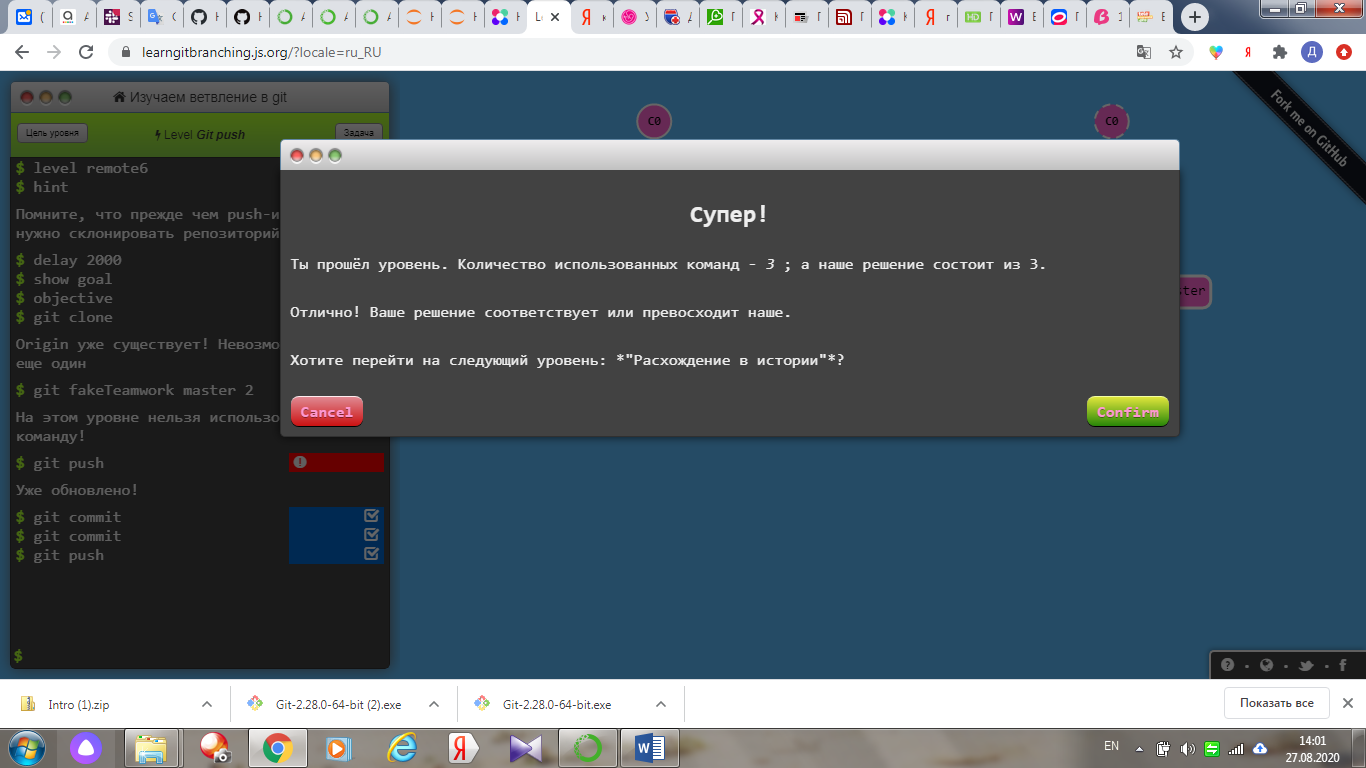 learngitbranching.js.org/?locale=ru_RU
Д
Изучаем ветвление в git
Цель уровня
Level Git push
Задача
$ level remote6
$ hint
Помните, что прежде чем push-и
нужно склонировать репозиторий
$ delay 2000
$ show goal
$ objective
$ git clone
Origin уже существует! Невозмо
еще один
$ git fakeTeamwork master 2
На этом уровне нельзя использо
команду!
$ git push
Уже обновлено!
$ git commit
$ git commit
$ git push
$
C0
C0
Fork me on GitHub
ster
Супер!
Ты прошёл уровень. Количество использованных команд - 3 ; а наше решение состоит из 3.
Отлично! Ваше решение соответствует или превосходит наше.
Хотите перейти на следующий уровень: *"Расхождение в истории"*?
Cancel
Confirm
Intro (1).zip
Git-2.28.0-64-bit (2).exe
Git-2.28.0-64-bit.exe
Показать все
EN
14:01
27.08.2020